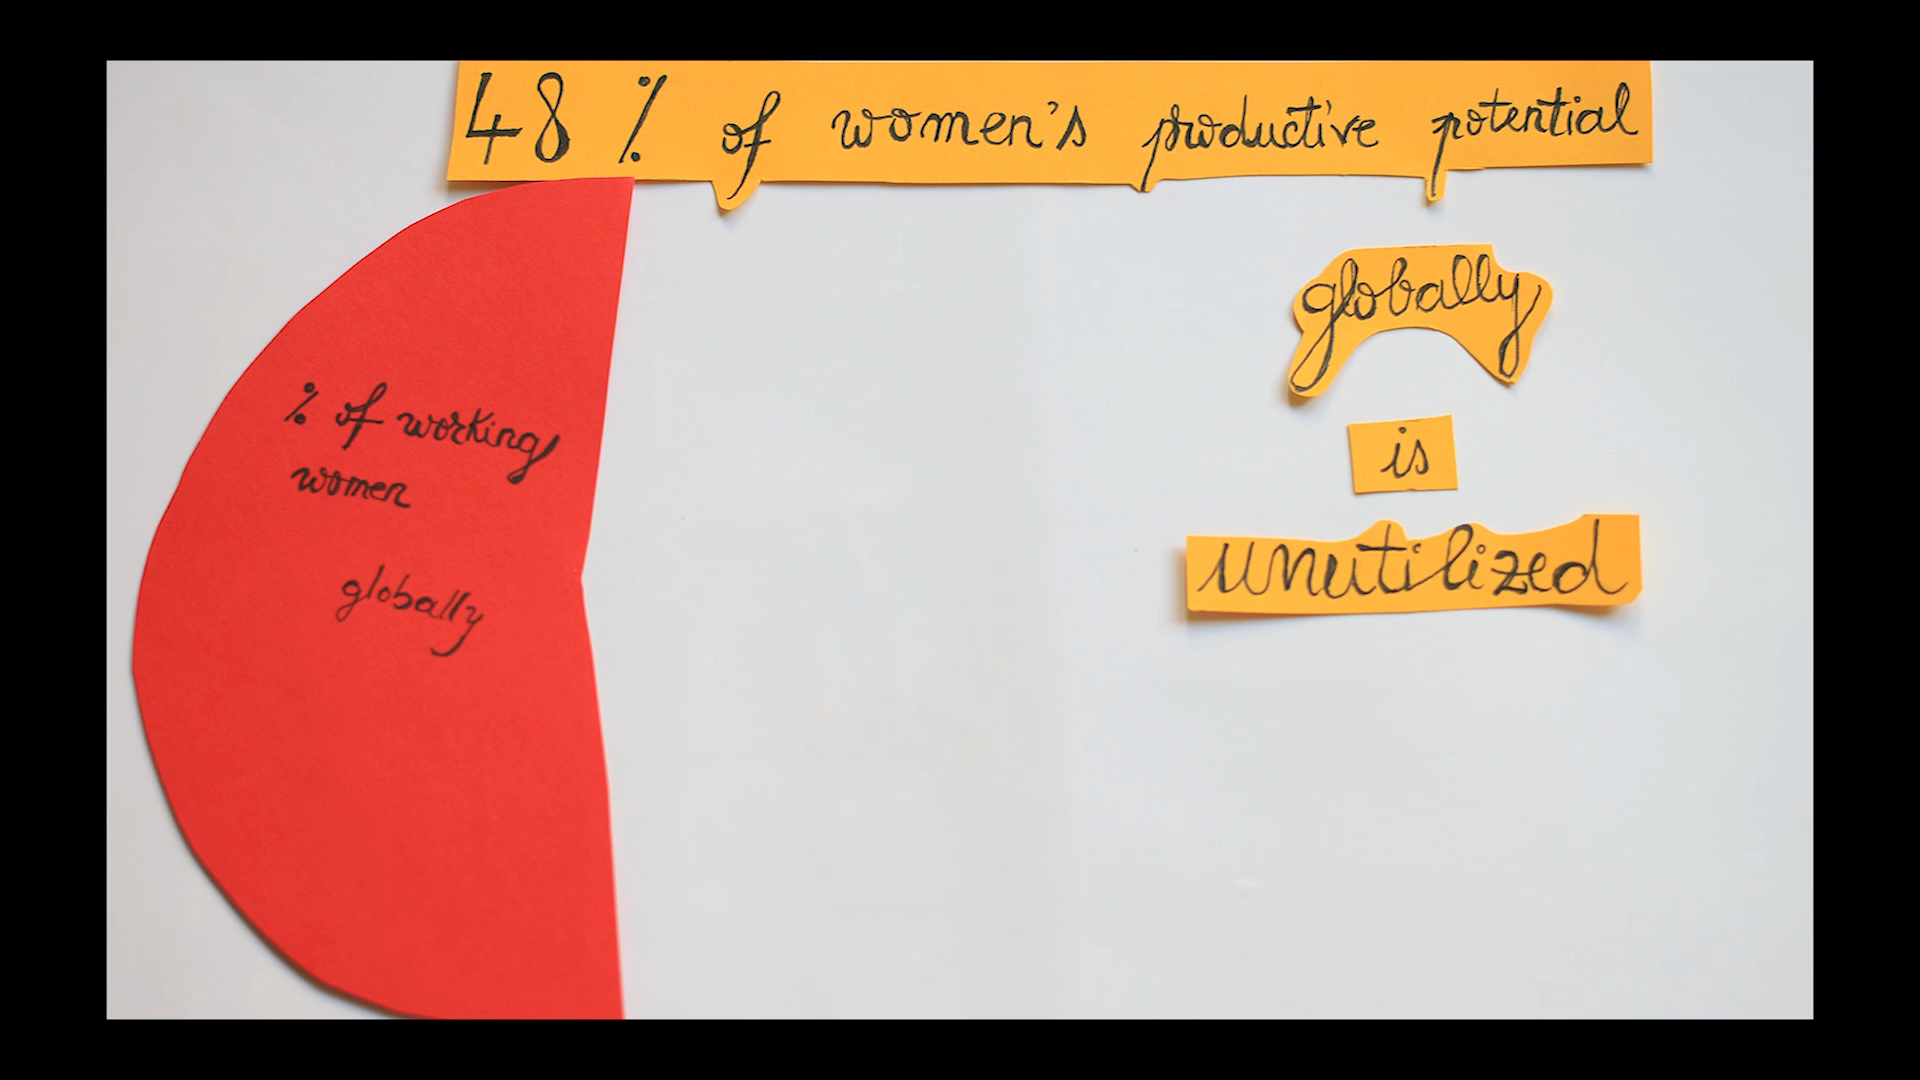 48 % of women's productive potential
globally
is
unutilized
% of working
women
globally